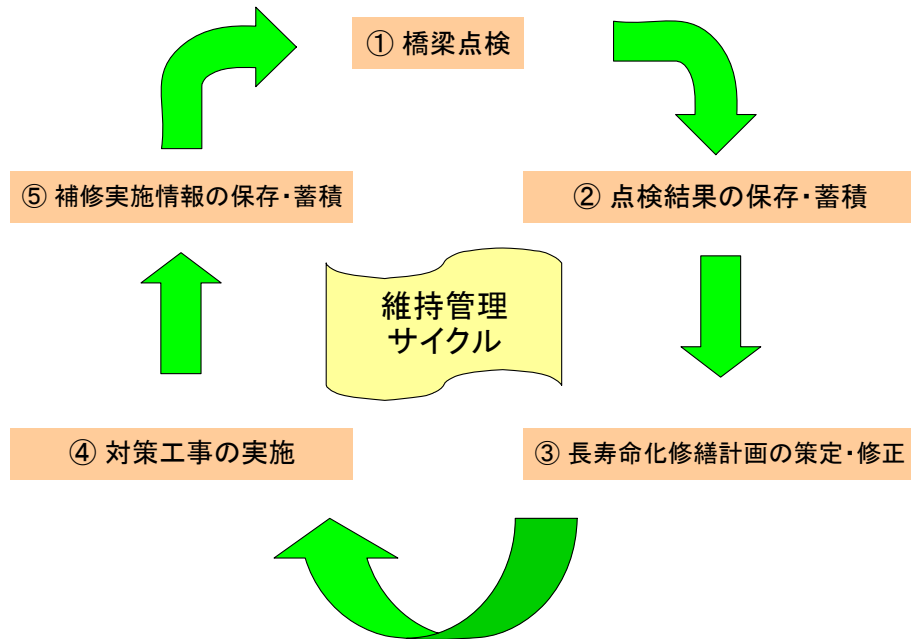 ① 橋梁点検
② 点検結果の保存・蓄積
③ 長寿命化修繕計画の策定・修正
④ 対策工事の実施
⑤ 補修実施情報の保存・蓄積
維持管理
サイクル